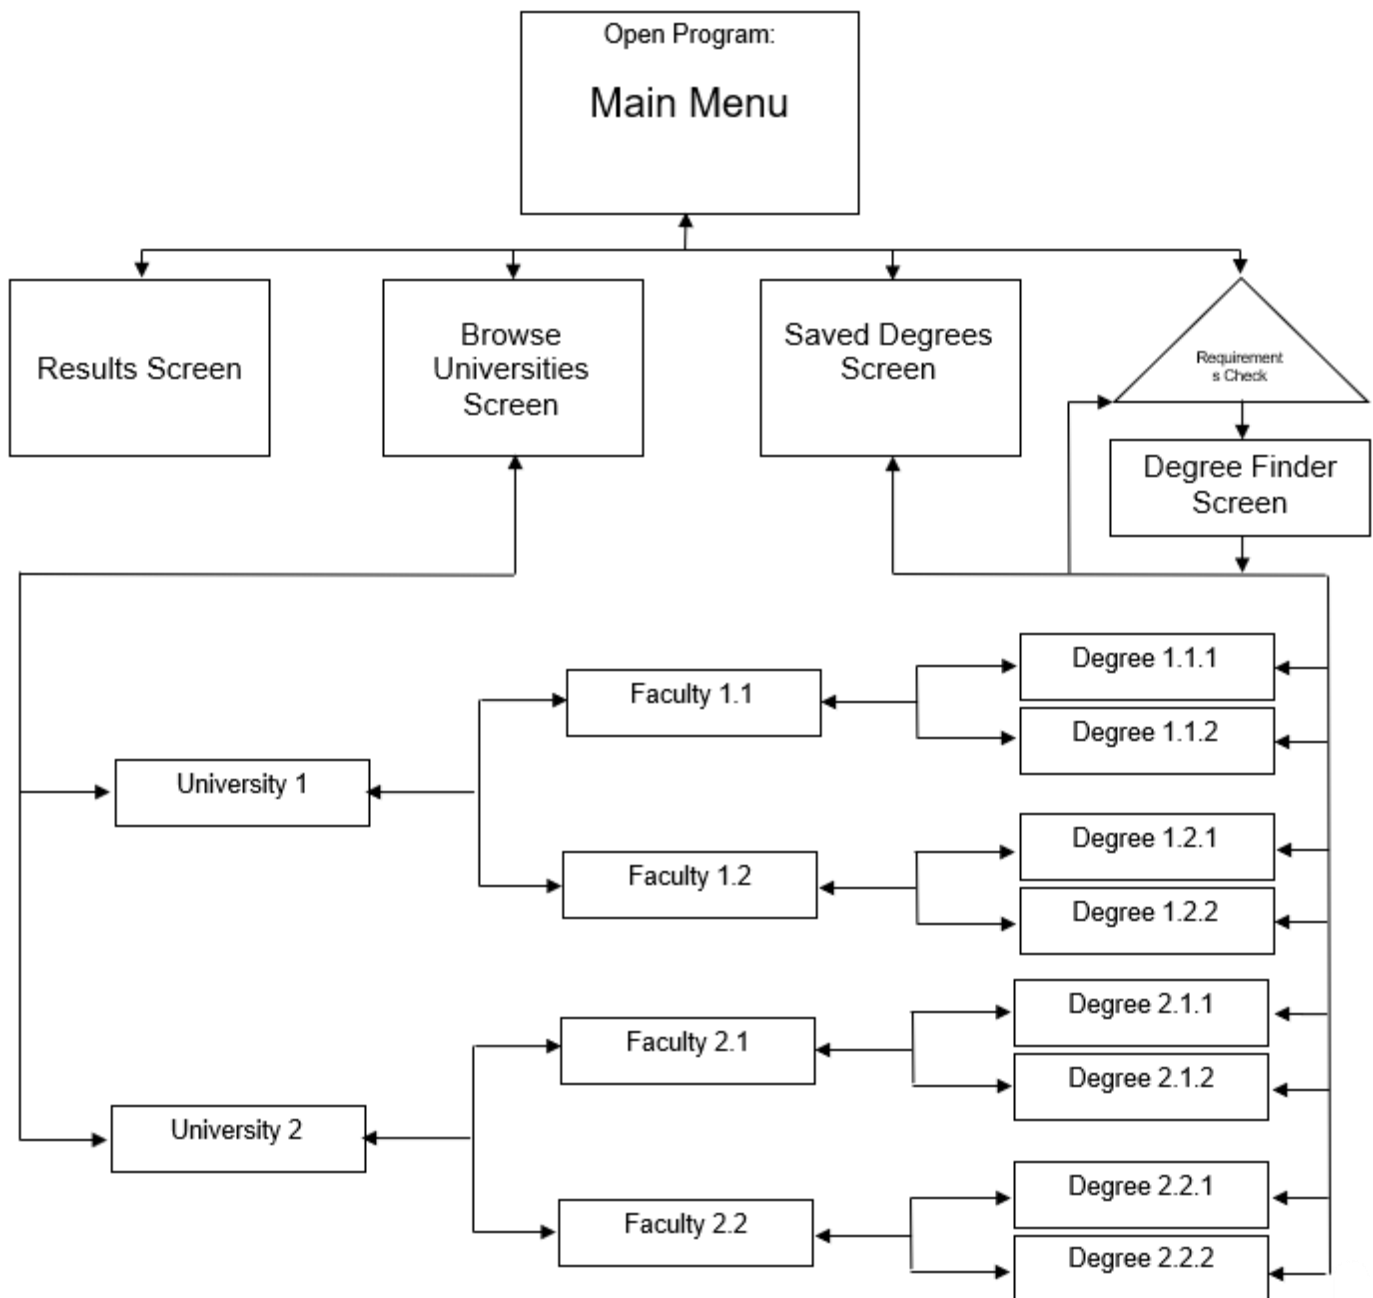 Open Program:
Main Menu
Results Screen
Browse
Universities
Screen
Saved Degrees
Screen
Requirement
s Check
Degree Finder
Screen
Degree 1.1.1
Faculty 1.1
Degree 1.1.2
University 1
Degree 1.2.1
Faculty 1.2
Degree 1.2.2
Degree 2.1.1
Faculty 2.1
Degree 2.1.2
University 2
Degree 2.2.1
Faculty 2.2
Degree 2.2.2